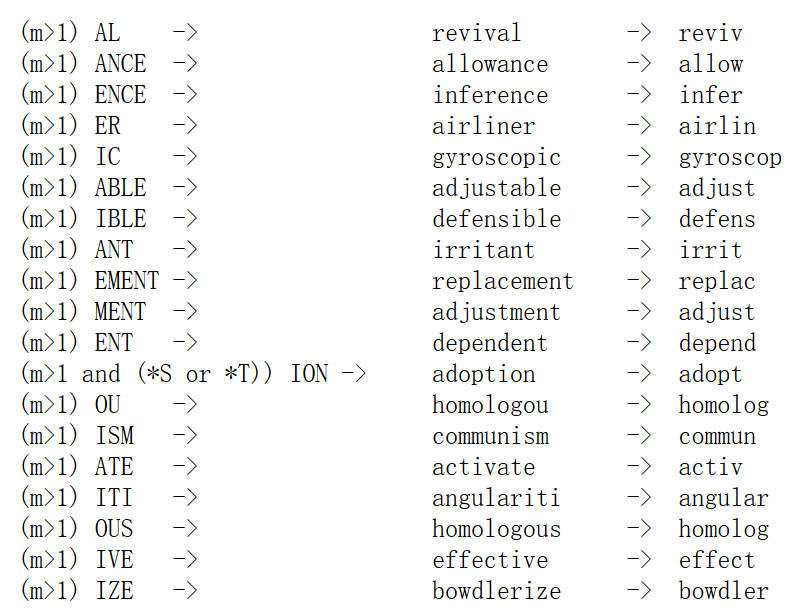 (m>1) AL -> revival -> reviv
(m>1) ANCE -> allowance -> allow
(m>1) ENCE -> inference -> infer
(m>1) ER -> airliner -> airlin
(m>1) IC -> gyroscopic -> gyroscop
(m>1) ABLE -> adjustable -> adjust
(m>1) IBLE -> defensible -> defens
(m>1) ANT -> irritant -> irrit
(m>1) EMENT -> replacement -> replac
(m>1) MENT -> adjustment -> adjust
(m>1) ENT -> dependent -> depend
(m>1 and (*S or *T)) ION -> adoption -> adopt
(m>1) OU -> homologou -> homolog
(m>1) ISM -> communism -> commun
(m>1) ATE -> activate -> activ
(m>1) ITI -> angulariti -> angular
(m>1) OUS -> homologous -> homolog
(m>1) IVE -> effective -> effect
(m>1) IZE -> bowdlerize -> bowdler